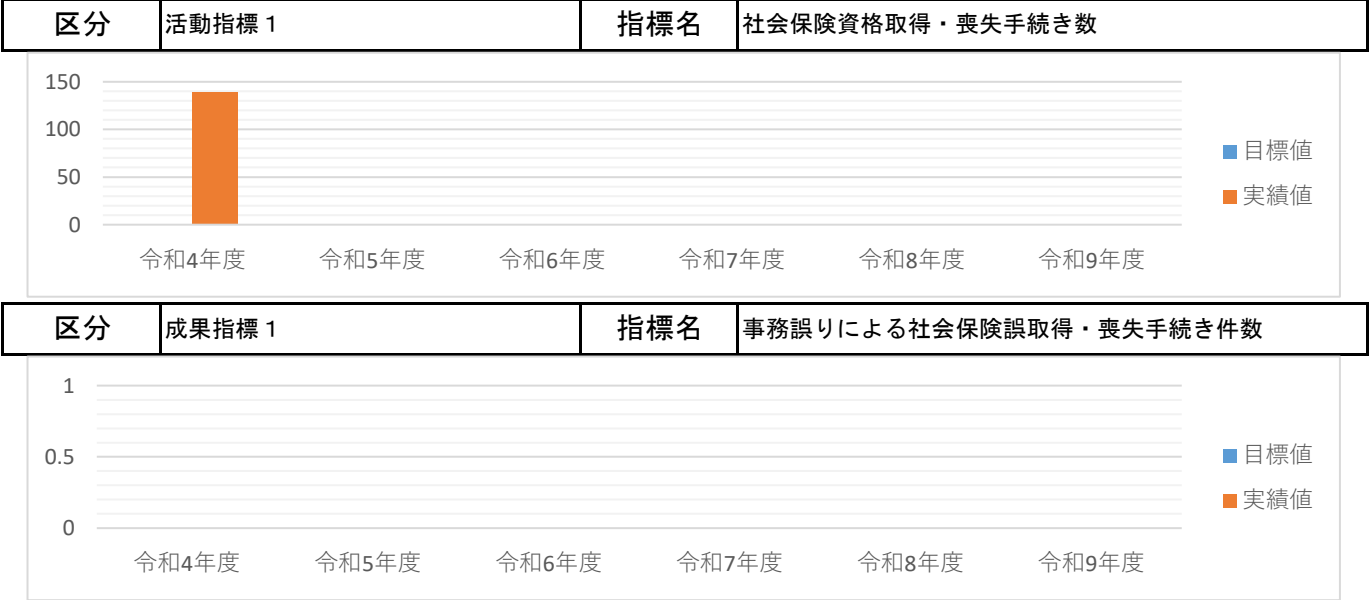 区分 活動指標１ 指標名 社会保険資格取得・喪失手続き数
150
100
50
0
令和4年度 令和5年度 令和6年度 令和7年度 令和8年度 令和9年度
目標値
実績値
区分 成果指標１ 指標名 事務誤りによる社会保険誤取得・喪失手続き件数
1
0.5
0
令和4年度 令和5年度 令和6年度 令和7年度 令和8年度 令和9年度
目標値
実績値